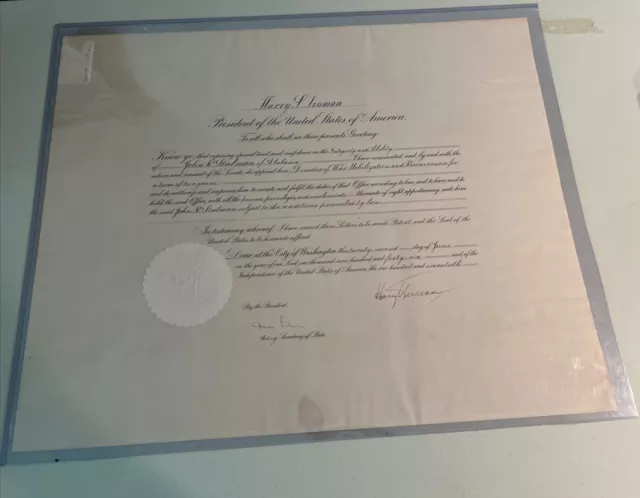 Harry S. Truman
President of the United States of America.
To all who shall see these presents, Greeting:
Know ye, that reposing special trust and confidence in the Integrity and Ability
of John R. Steelman of Alabama I have nominated, and, by and with the
advice and consent of the Senate, do appoint him Director of War Mobilization and Reconversion for
a term of two years
and do authorize and empower him to execute and fulfil the duties of that Office according to law, and to have and to
hold the said Office, with all the powers, privileges, and emoluments thereunto of right appertaining unto him
the said John R. Steelman, subject to the conditions prescribed by law.
In testimony whereof, I have caused these Letters to be made Patent, and the Seal of the
United States to be hereunto affixed.
Done at the City of Washington this twenty-second day of June
in the year of our Lord one thousand nine hundred and forty-six and of the
Independence of the United States of America the one hundred and seventieth.
Harry Truman
By the President:
Acting Secretary of State.